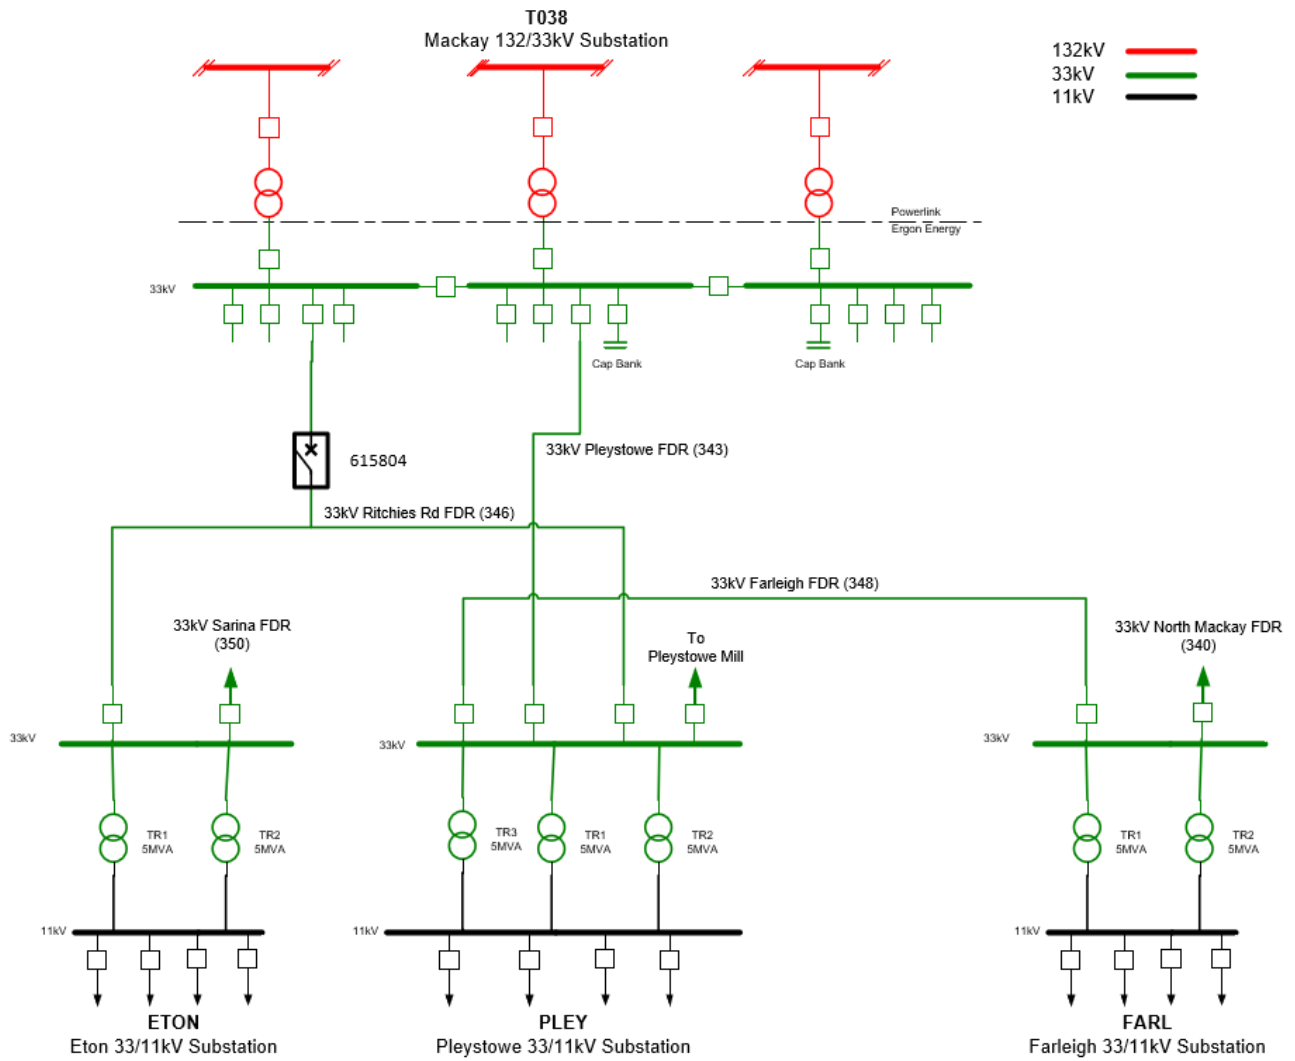 T038
Mackay 132/33kV Substation
132kV
33kV
11kV
Powerlink
Ergon Energy
33kV
Cap Bank
Cap Bank
33kV Pleystowe FDR (343)
615804
33kV Ritchies Rd FDR (346)
33kV Farleigh FDR (348)
33kV Sarina FDR
(350)
To
Pleystowe Mill
33kV North Mackay FDR
(340)
33kV
33kV
33kV
TR1
5MVA
TR2
5MVA
TR3
5MVA
TR1
5MVA
TR2
5MVA
TR1
5MVA
TR2
5MVA
11kV
11kV
11kV
ETON
Eton 33/11kV Substation
PLEY
Pleystowe 33/11kV Substation
FARL
Farleigh 33/11kV Substation